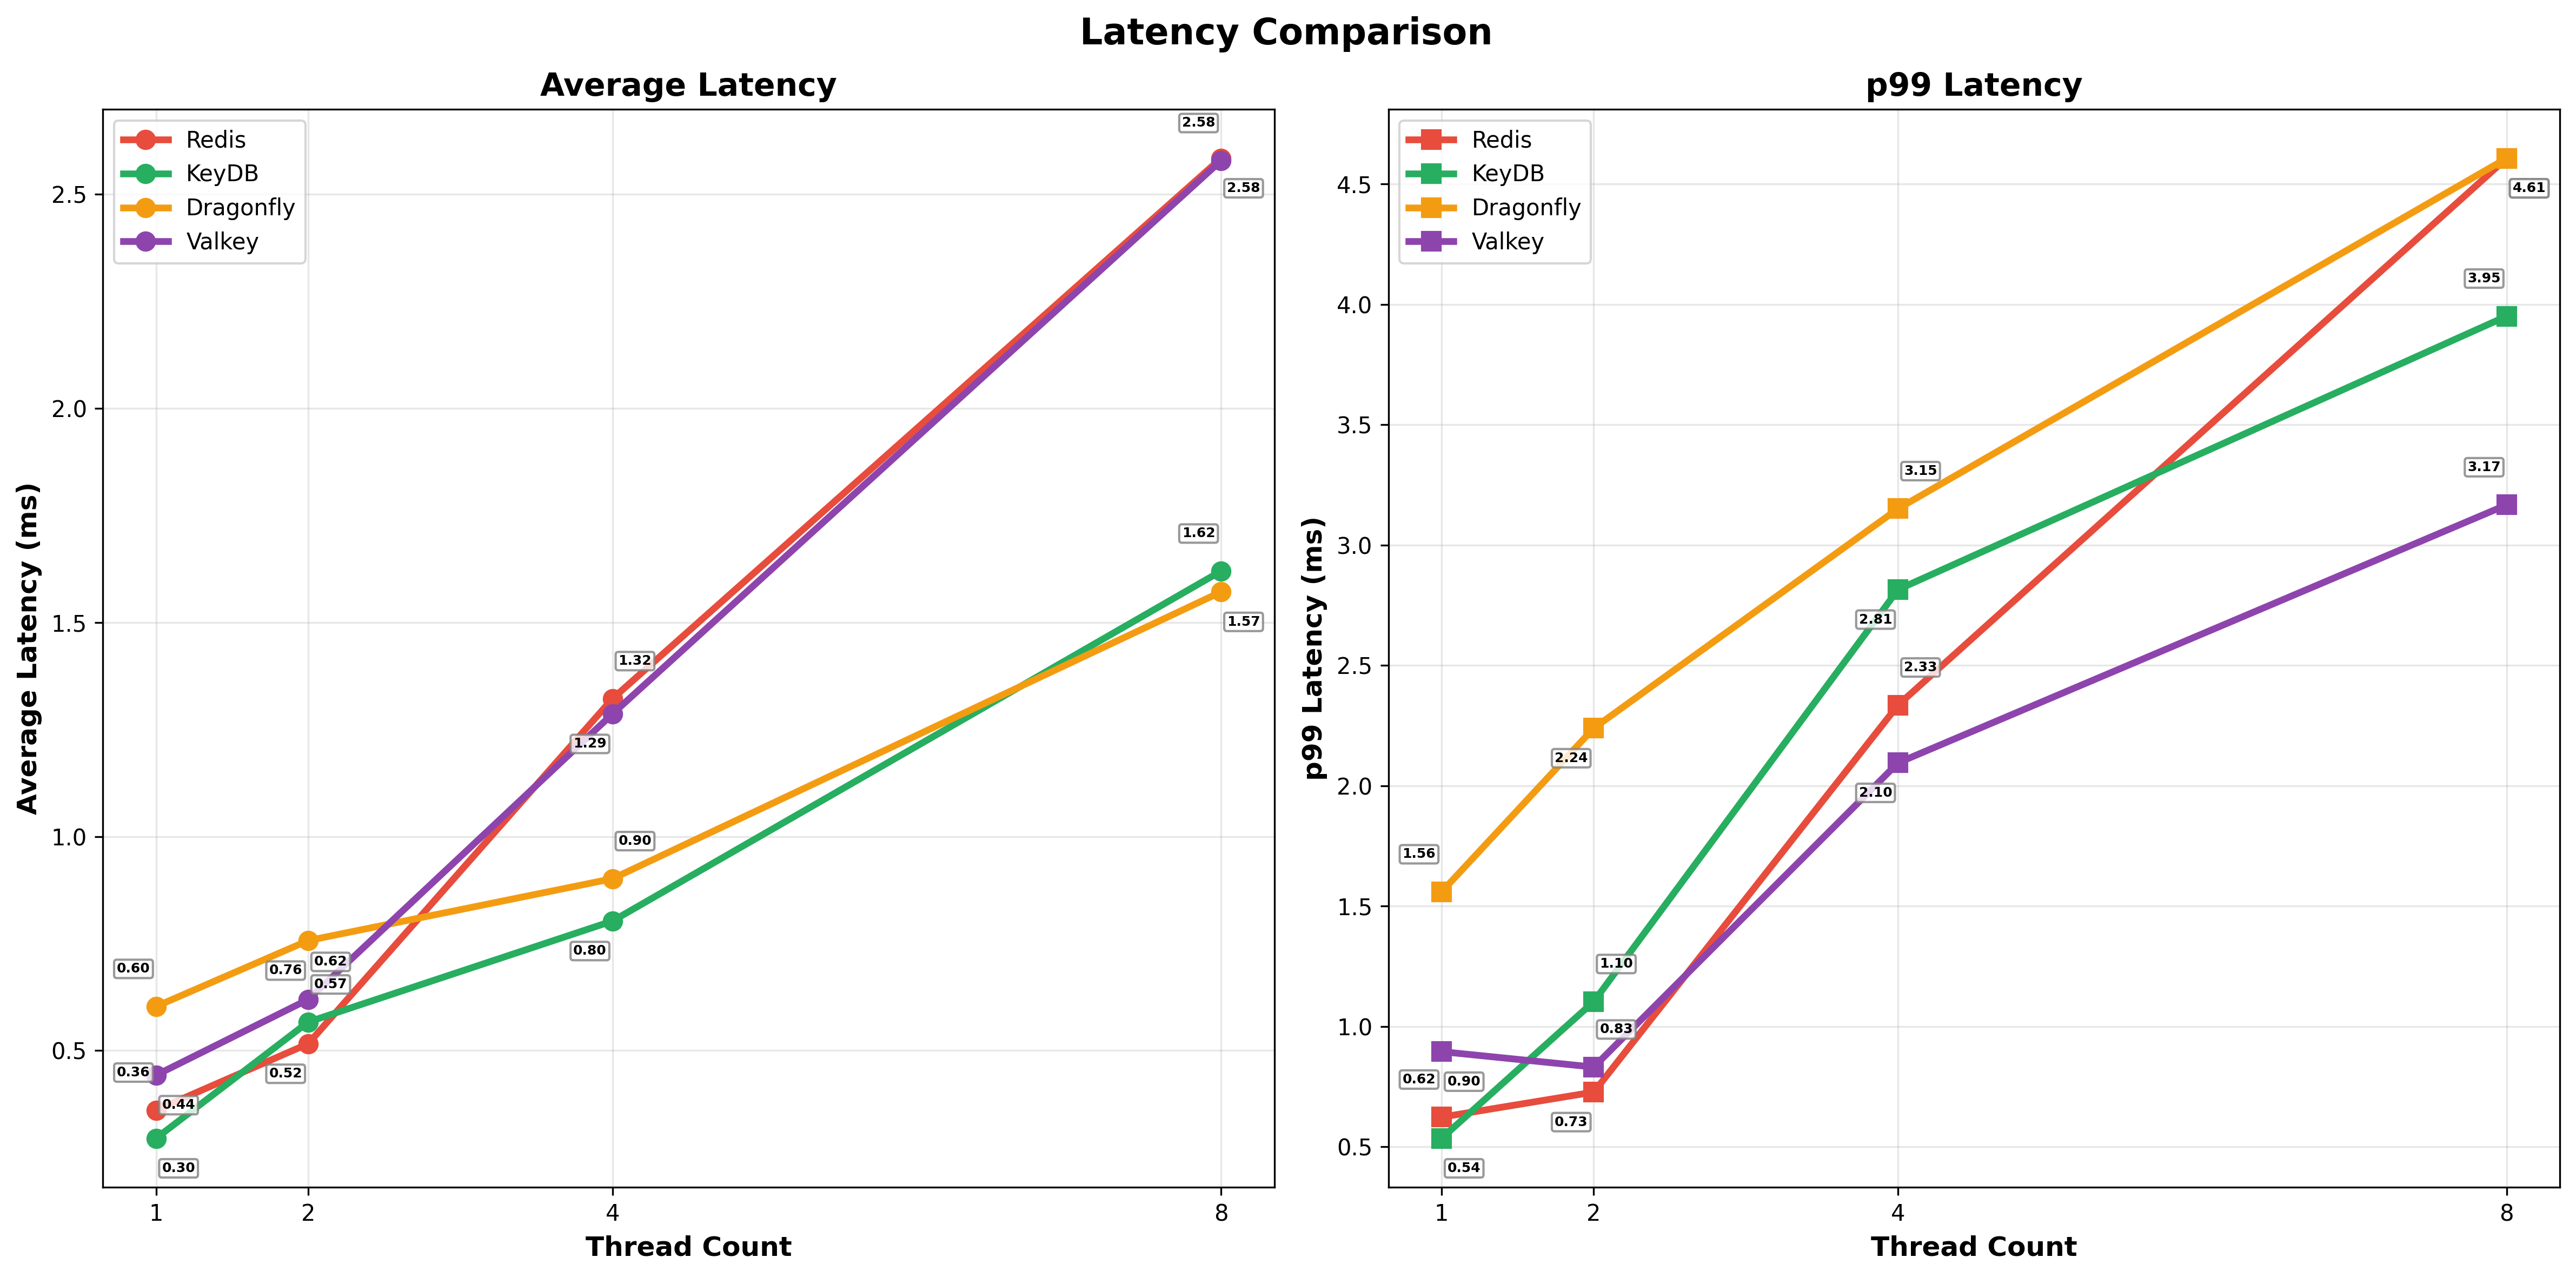 Latency Comparison
Average Latency
Redis
KeyDB
Dragonfly
Valkey
2.58
2.58
1.62
1.57
1.32
1.29
0.90
0.80
0.60
0.76
0.62
0.57
0.36
0.52
0.44
0.30
2.5
2.0
1.5
1.0
0.5
Average Latency (ms)
1 2 4 8
Thread Count
p99 Latency
Redis
KeyDB
Dragonfly
Valkey
4.61
3.95
3.17
3.15
2.81
2.33
2.24
2.10
1.56
1.10
0.83
0.62
0.90
0.73
0.54
4.5
4.0
3.5
3.0
2.5
2.0
1.5
1.0
0.5
p99 Latency (ms)
1 2 4 8
Thread Count